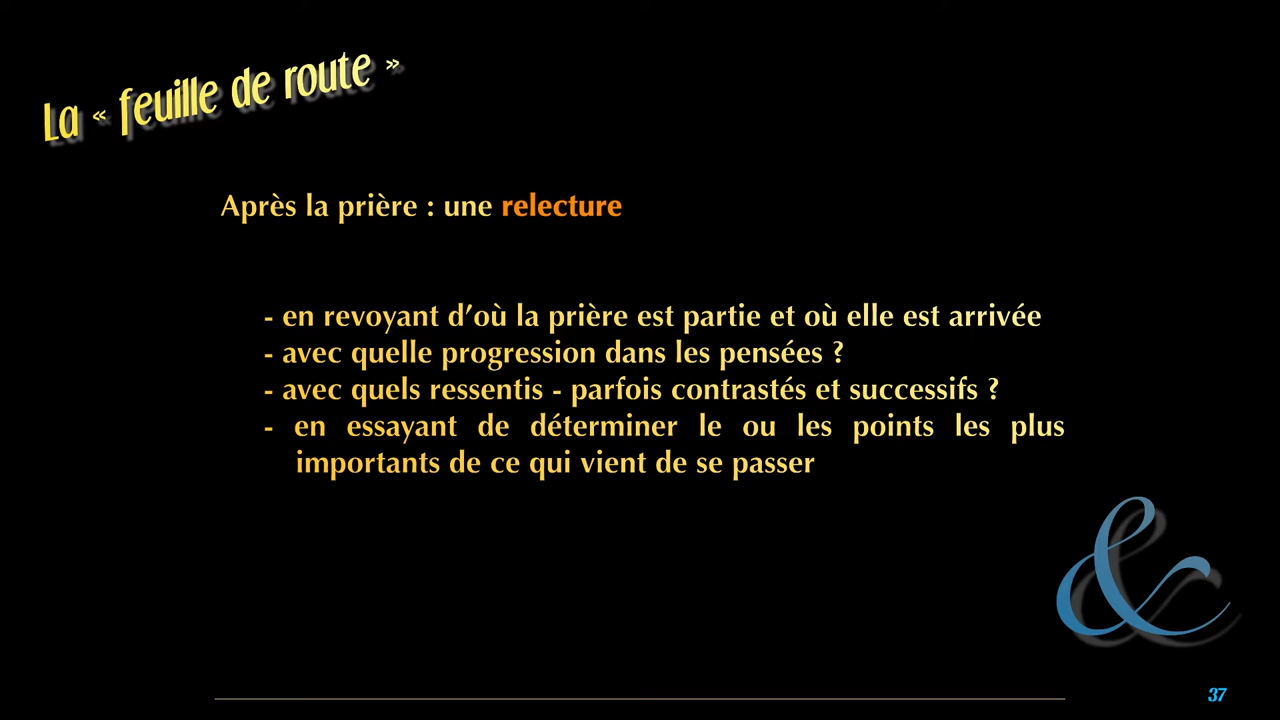 La « feuille de route »
Après la prière : une relecture
- en revoyant d’où la prière est partie et où elle est arrivée
- avec quelle progression dans les pensées ?
- avec quels ressentis - parfois contrastés et successifs ?
- en essayant de déterminer le ou les points les plus
importants de ce qui vient de se passer
&
37